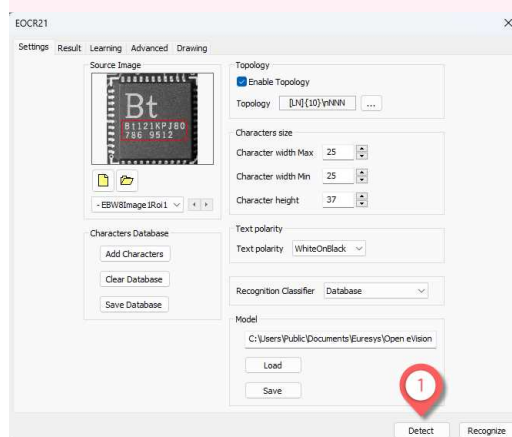 EOCR21
Settings Result Learning Advanced Drawing
Source Image
Bt
Bt121KPJ80
786 9512
- EBW8Image1Roi1
Characters Database
Add Characters
Clear Database
Save Database
Topology
Enable Topology
Topology [LN]{10}\nNNN ...
Characters size
Character width Max 25
Character width Min 25
Character height 37
Text polarity
Text polarity WhiteOnBlack
Recognition Classifier Database
Model
C:\Users\Public\Documents\Euresys\Open eVision
Load
Save
1
Detect Recognize